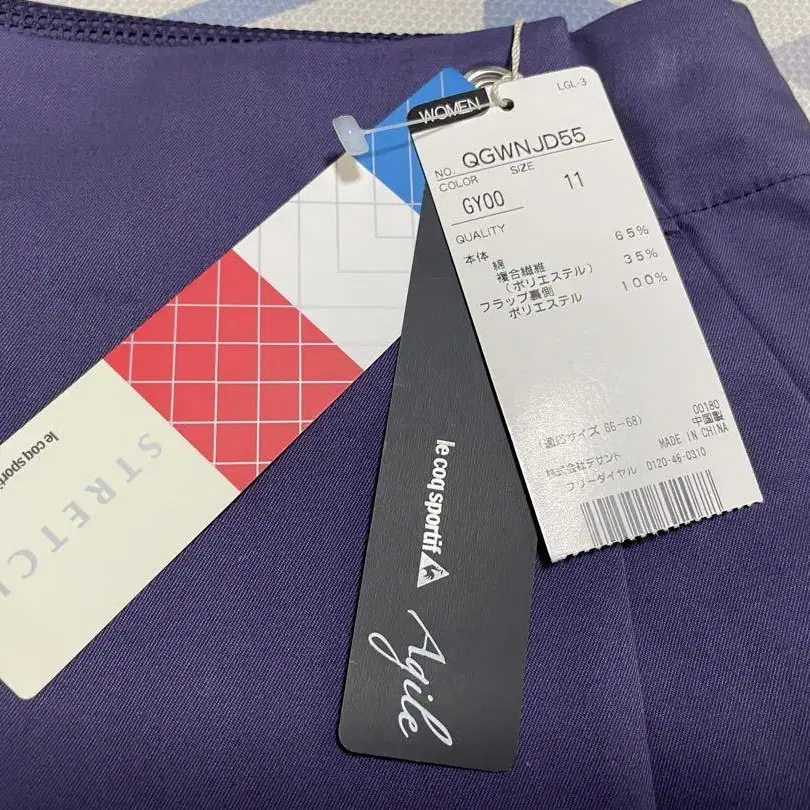 WOMEN
LGL-3
NO. QGWNJD55
COLOR SIZE
GY00 11
QUALITY
本体
綿 65%
複合繊維 35%
(ポリエステル)
フラップ裏側
ポリエステル 100%
00180
(適応サイズ 66-68) 中国製
MADE IN CHINA
株式会社デサント
フリーダイヤル 0120-46-0310
le coq sportif
Agile
le coq sportif
STRETC